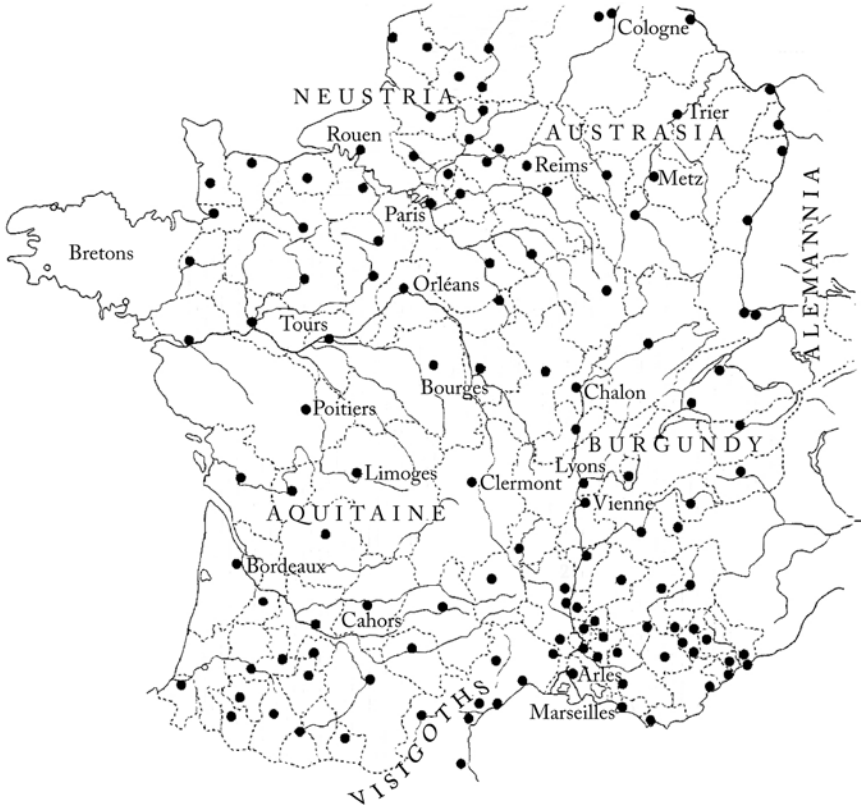 Cologne
NEUSTRIA
Trier
AUSTRASIA
Rouen
Reims
Metz
Paris
ALEMANNIA
Bretons
Orléans
Tours
Bourges
Chalon
Poitiers
BURGUNDY
Lyons
Limoges
Clermont
Vienne
AQUITAINE
Bordeaux
Cahors
Arles
VISIGOTHS
Marseilles